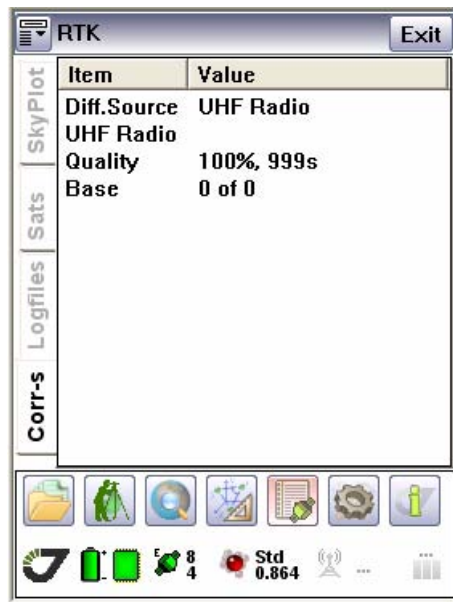 RTK Exit
Item Value
Diff.Source UHF Radio
UHF Radio
Quality 100%, 999s
Base 0 of 0
SkyPlot
Sats
Logfiles
Corr-s
E 8
4
Std
0.864
...